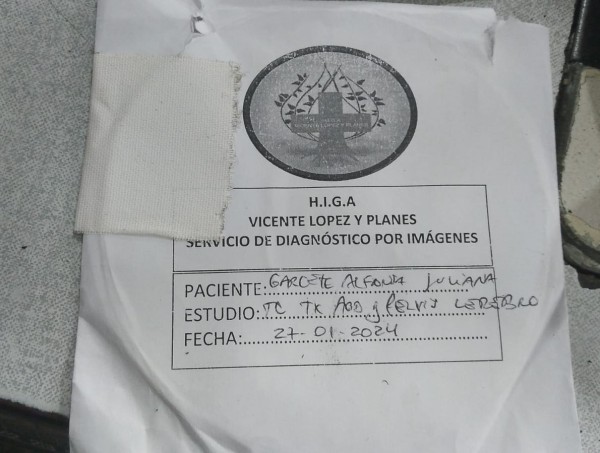 H.I.G.A
VICENTE LOPEZ Y PLANES
SERVICIO DE DIAGNÓSTICO POR IMÁGENES
PACIENTE: GARCETE JULIANA
ESTUDIO: TC TX ABD y PELVIS CEREBRO
FECHA: 27-01-2024